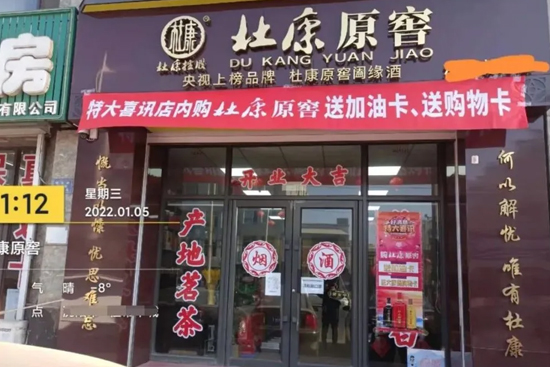 杜康
杜康控股
杜康原窖
DU KANG YUAN JIAO
央视上榜品牌 杜康原窖阖缘酒
特大喜讯店内购杜康原窖送加油卡、送购物卡
房
有限公司
开业大吉
产地茗茶
烟
酒
特大喜讯
何以解忧 唯有杜康
忧思难忘
1:12
星期三
2022.01.05
康原窖
气 晴 -8°
点